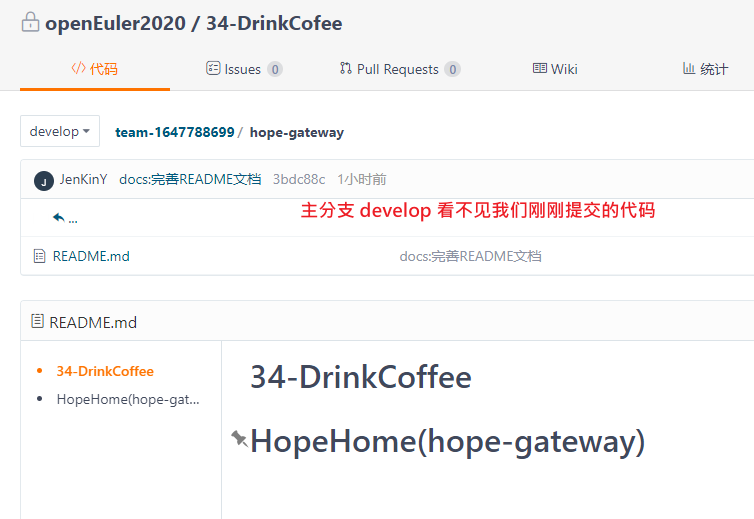 openEuler2020 / 34-DrinkCofee
代码 Issues 0 Pull Requests 0 Wiki 统计
develop team-1647788699 / hope-gateway
J JenKinY docs:完善README文档 3bdc88c 1小时前
...
主分支 develop 看不见我们刚刚提交的代码
README.md docs:完善README文档
README.md
34-DrinkCoffee
HopeHome(hope-gat...
34-DrinkCoffee
HopeHome(hope-gateway)